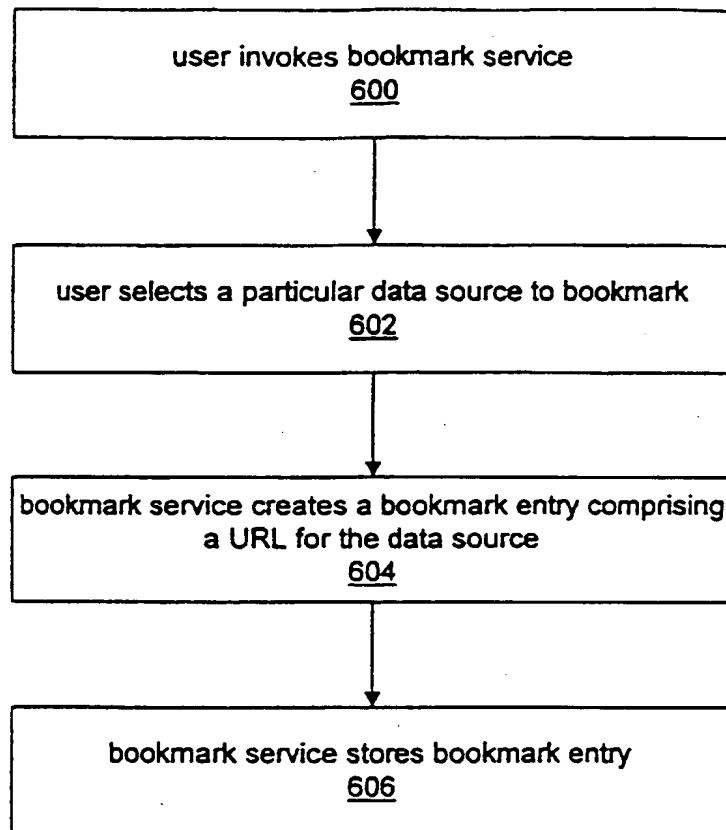 user invokes bookmark service
600
user selects a particular data source to bookmark
602
bookmark service creates a bookmark entry comprising
a URL for the data source
604
bookmark service stores bookmark entry
606